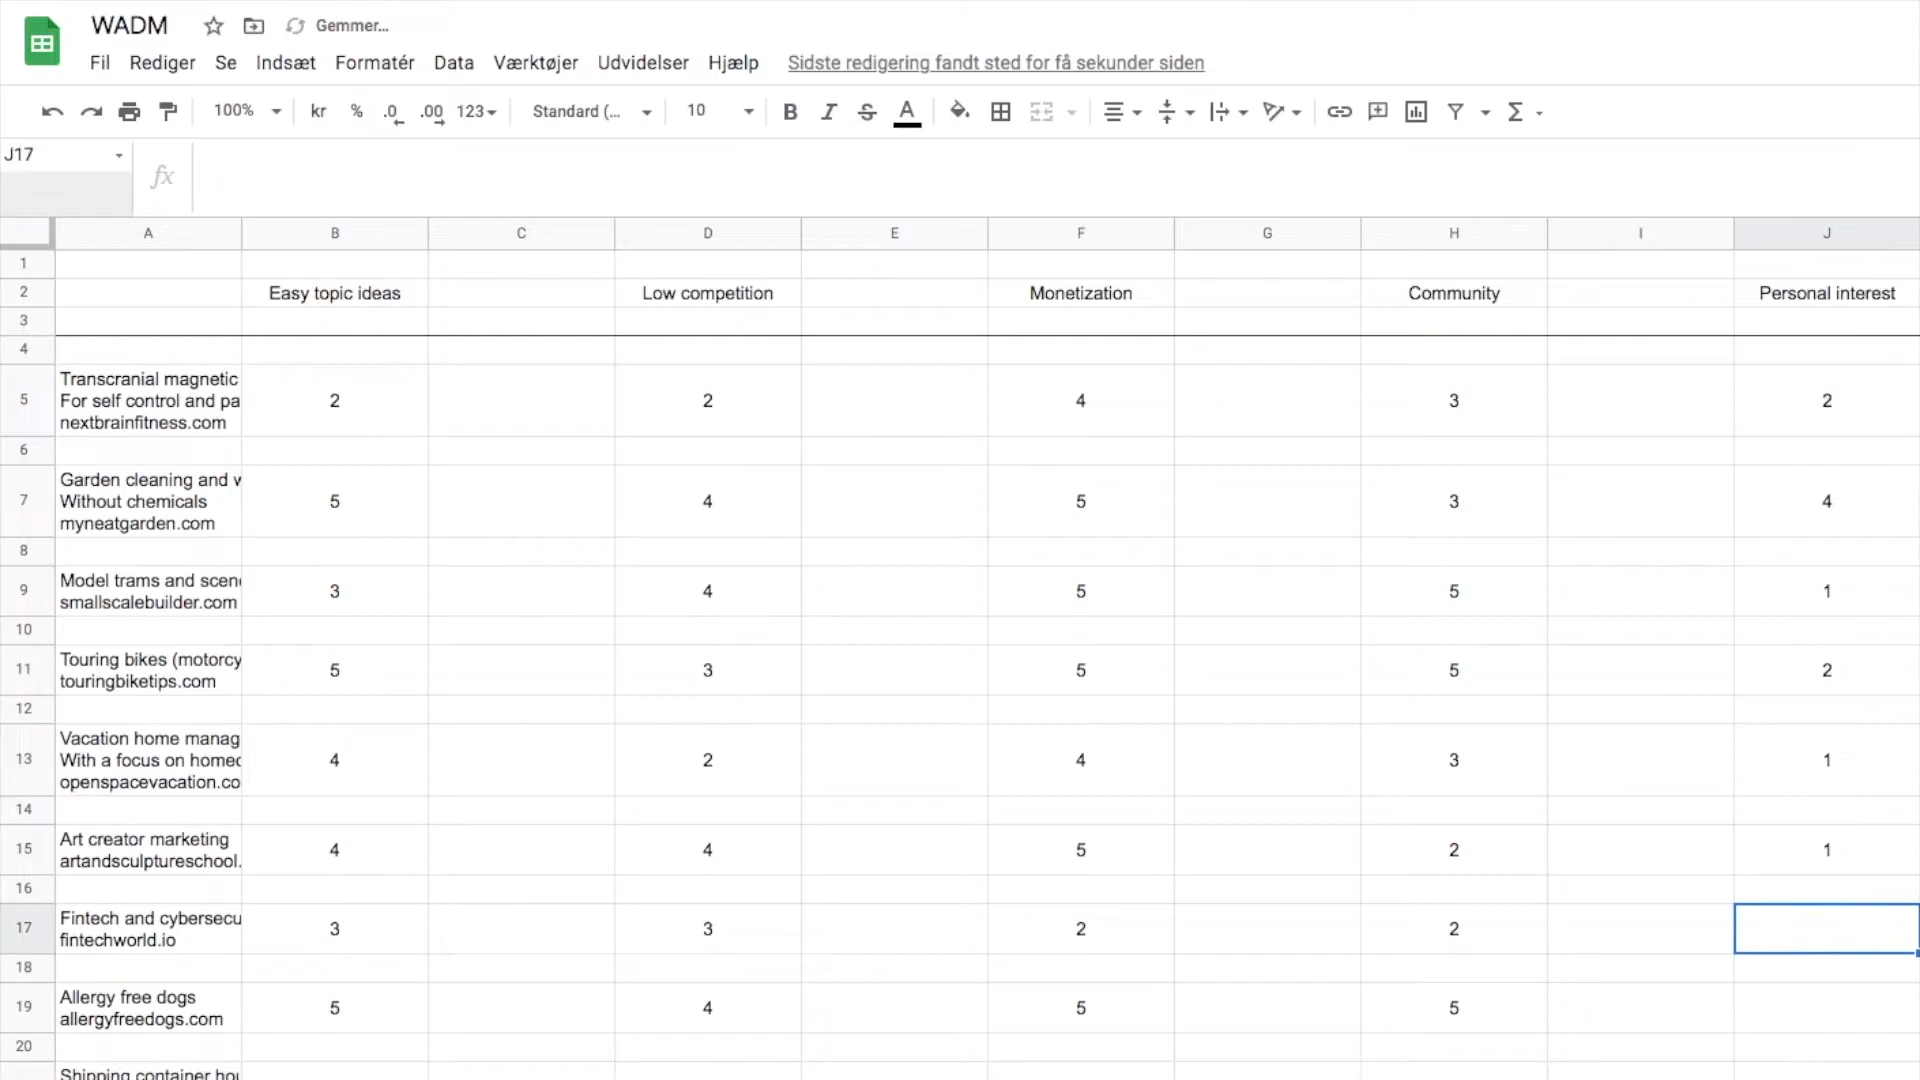 WADM Gemmer...
Fil Rediger Se Indsæt Formatér Data Værktøjer Udvidelser Hjælp Sidste redigering fandt sted for få sekunder siden
100% kr % .0 .00 123 Standard (... 10 B I S A
J17 fx
A B C D E F G H I J
1
2 Easy topic ideas Low competition Monetization Community Personal interest
3
4
Transcranial magnetic
5 For self control and pa 2 2 4 3 2
nextbrainfitness.com
6
Garden cleaning and w
7 Without chemicals 5 4 5 3 4
myneatgarden.com
8
Model trams and scen
9 smallscalebuilder.com 3 4 5 5 1
10
Touring bikes (motorcy
11 touringbiketips.com 5 3 5 5 2
12
Vacation home manag
13 With a focus on homeo 4 2 4 3 1
openspacevacation.co
14
Art creator marketing
15 artandsculptureschool. 4 4 5 2 1
16
Fintech and cybersecu
17 fintechworld.io 3 3 2 2
18
Allergy free dogs
19 allergyfreedogs.com 5 4 5 5
20
Shipping container hou